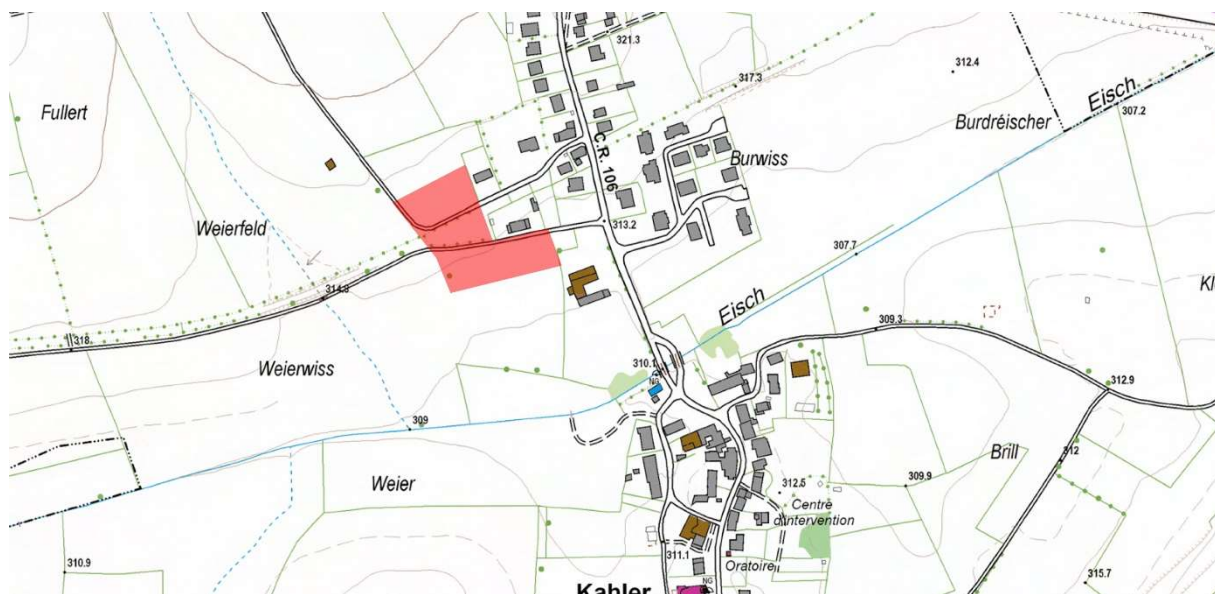 321.3
317.3
312.4
Eisch
307.2
Fullert
C.R. 106
Burdréischer
Burwiss
Weierfeld
313.2
307.7
314.3
Eisch
309.3
318
Weierwiss
310.1
NG
312.9
309
Brill
312
Weier
312.5
309.9
Centre
d'intervention
310.9
311.1
Oratoire
315.7
NG
Kahler